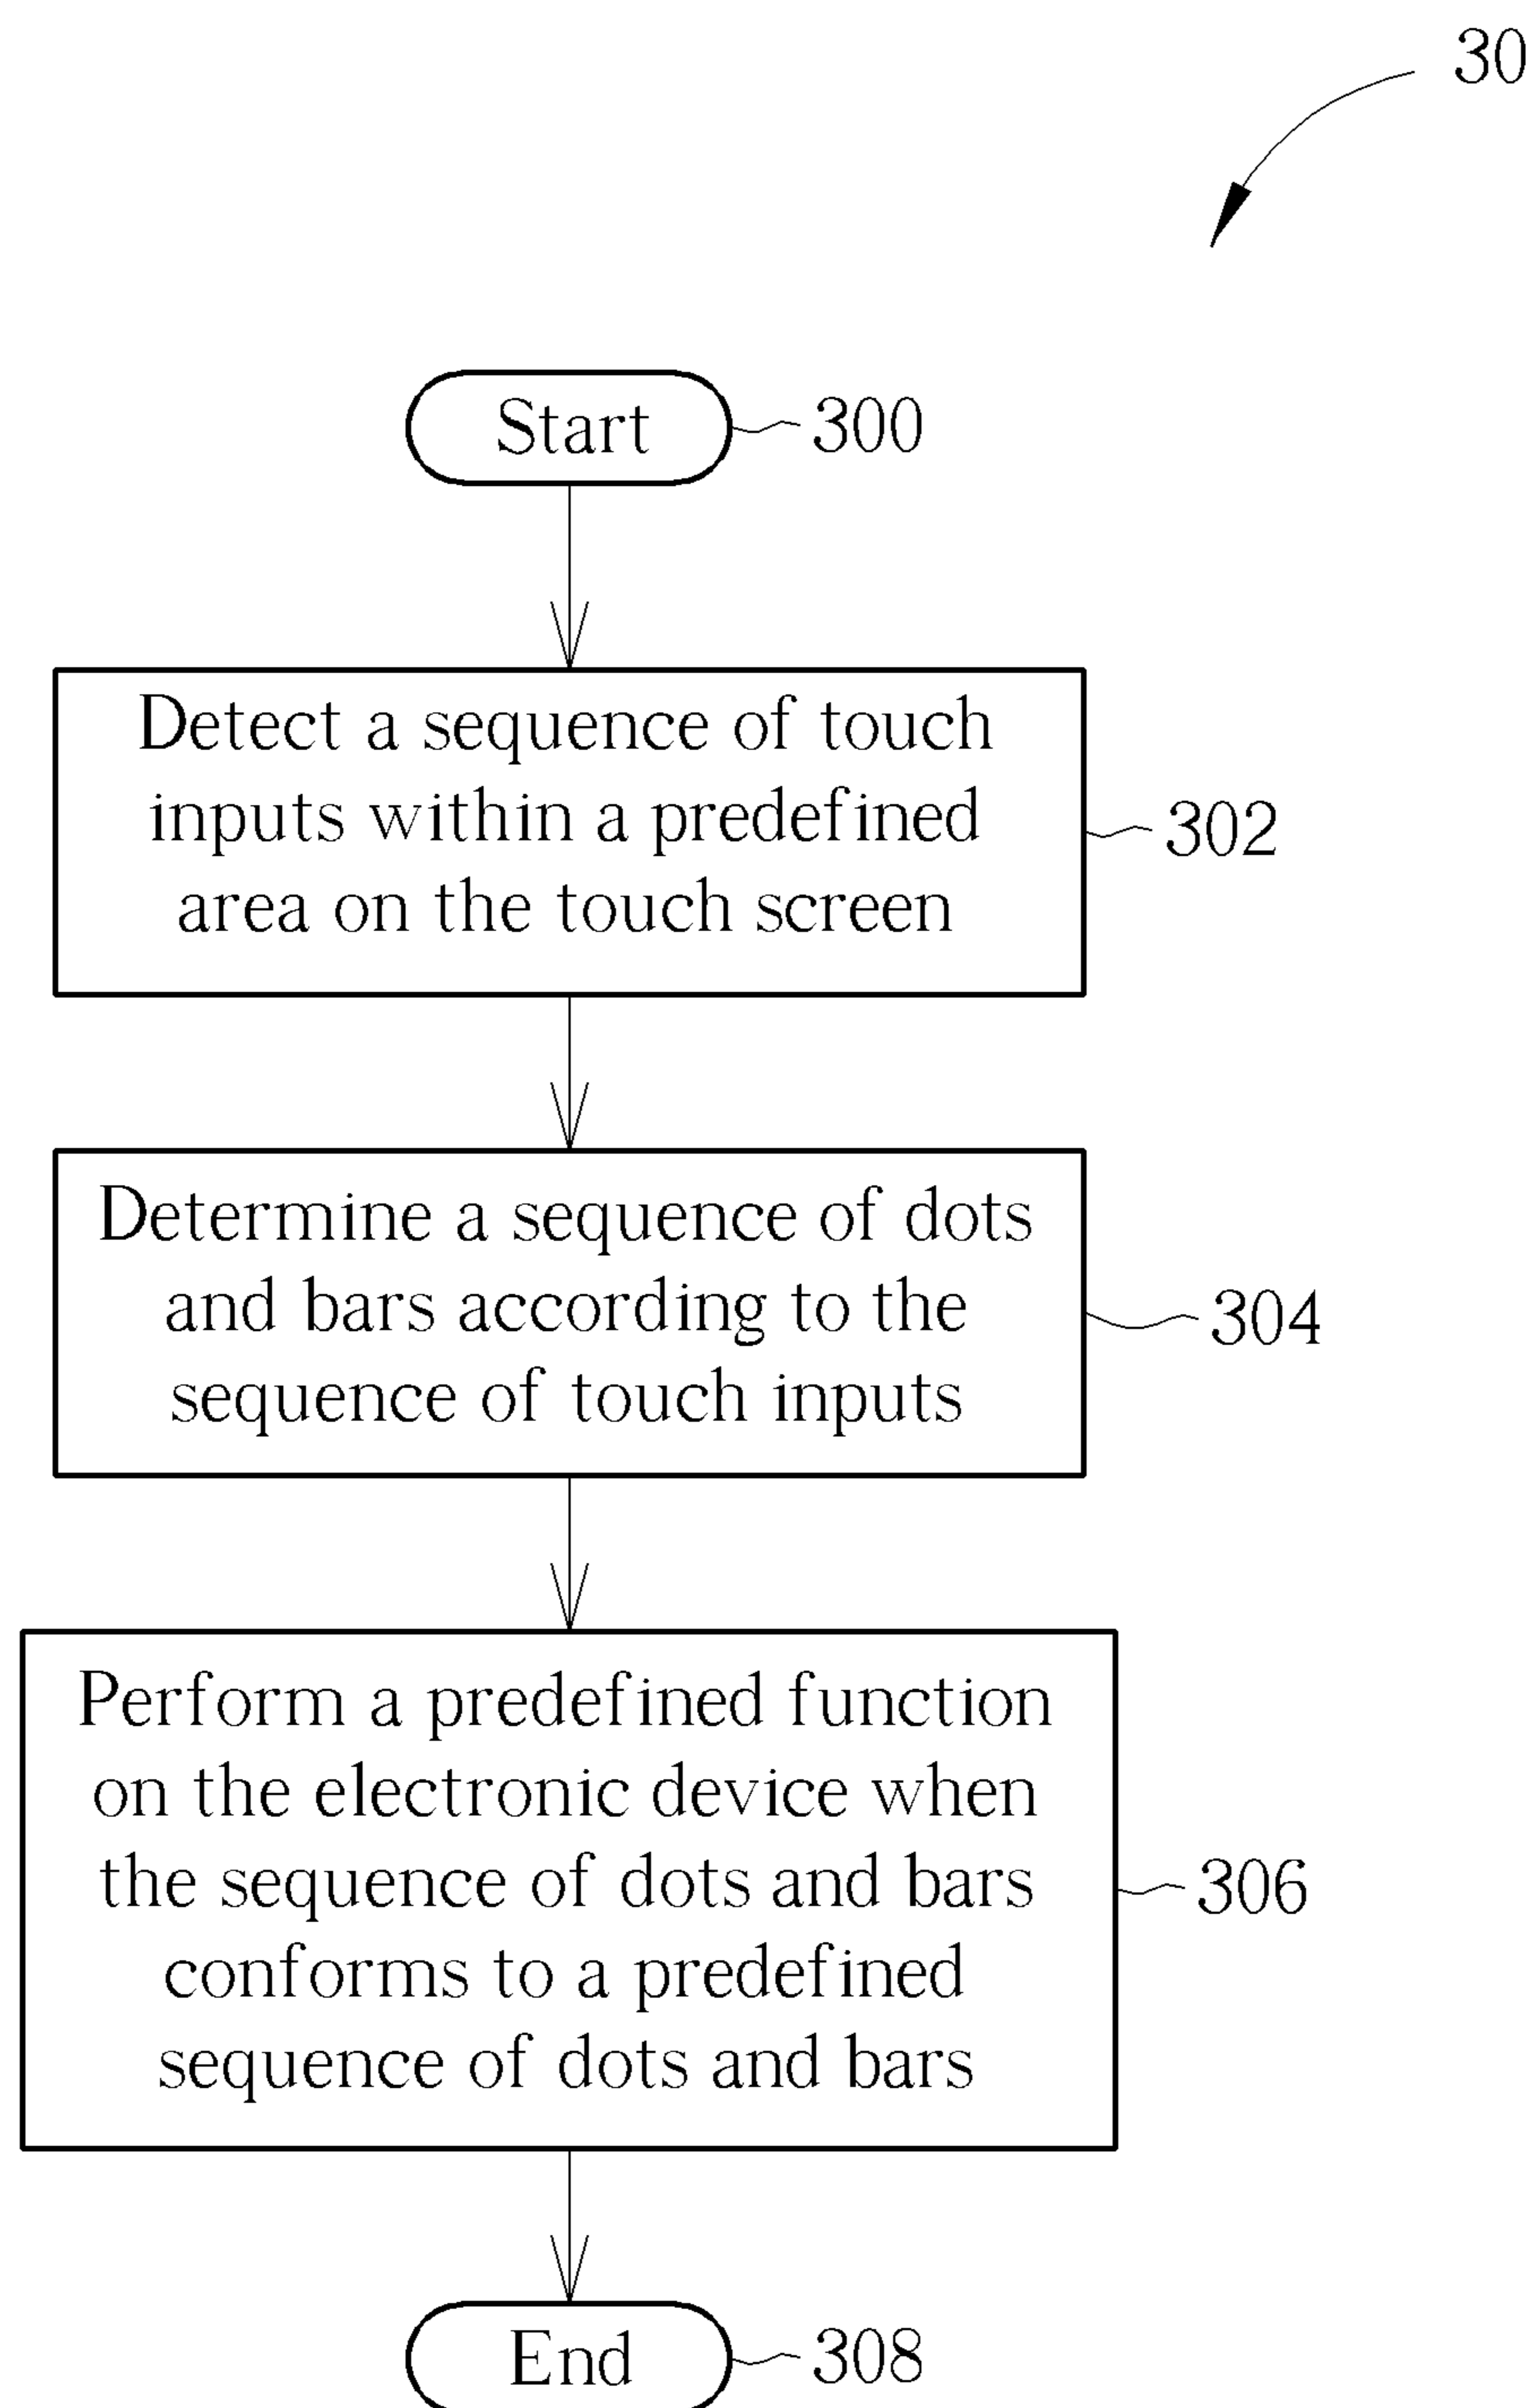 30
Start
300
Detect a sequence of touch
inputs within a predefined
area on the touch screen
302
Determine a sequence of dots
and bars according to the
sequence of touch inputs
304
Perform a predefined function
on the electronic device when
the sequence of dots and bars
conforms to a predefined
sequence of dots and bars
306
End
308